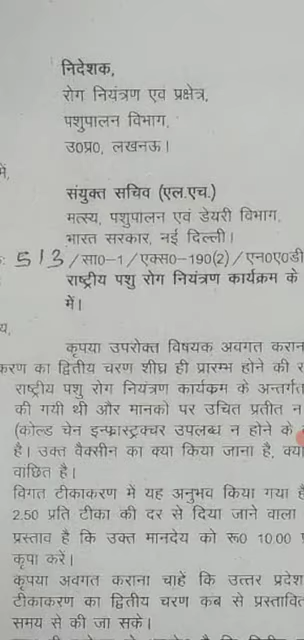 निदेशक,
रोग नियंत्रण एवं प्रक्षेत्र,
पशुपालन विभाग,
उ0प्र0, लखनऊ।
में,
संयुक्त सचिव (एल.एच.)
मत्स्य, पशुपालन एवं डेयरी विभाग,
भारत सरकार, नई दिल्ली।
: 513/सा0-1/एक्स0-190(2)/एन0ए0डी
राष्ट्रीय पशु रोग नियंत्रण कार्यक्रम के
में।
य,
कृपया उपरोक्त विषयक अवगत करान
करण का द्वितीय चरण शीघ्र ही प्रारम्भ होने की र
राष्ट्रीय पशु रोग नियंत्रण कार्यकम के अन्तर्गत
की गयी थी और मानको पर उचित प्रतीत न
(कोल्ड चेन इन्फ्रास्ट्रक्चर उपलब्ध न होने के
है। उक्त वैक्सीन का क्या किया जाना है, क्या
वांछित है।
विगत टीकाकरण में यह अनुभव किया गया है
2.50 प्रति टीका की दर से दिया जाने वाला
प्रस्ताव है कि उक्त मानदेय को रू0 10.00
कृपा करें।
कृपया अवगत कराना चाहें कि उत्तर प्रदेश
टीकाकरण का द्वितीय चरण कब से प्रस्तावित
समय से की जा सके।